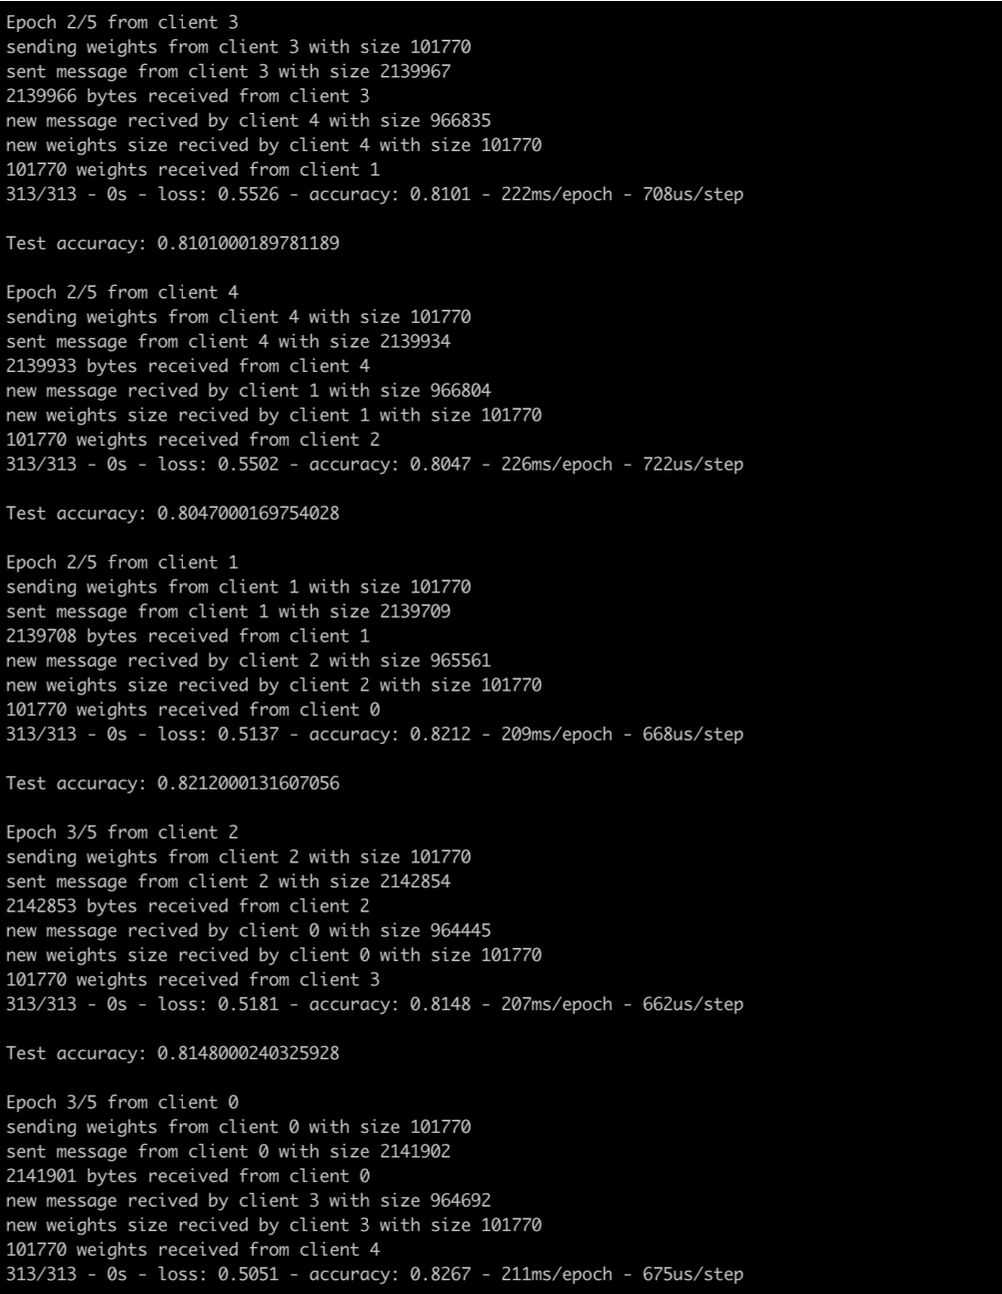 Epoch 2/5 from client 3
sending weights from client 3 with size 101770
sent message from client 3 with size 2139967
2139966 bytes received from client 3
new message recived by client 4 with size 966835
new weights size recived by client 4 with size 101770
101770 weights received from client 1
313/313 - 0s - loss: 0.5526 - accuracy: 0.8101 - 222ms/epoch - 708us/step
Test accuracy: 0.8101000189781189
Epoch 2/5 from client 4
sending weights from client 4 with size 101770
sent message from client 4 with size 2139934
2139933 bytes received from client 4
new message recived by client 1 with size 966804
new weights size recived by client 1 with size 101770
101770 weights received from client 2
313/313 - 0s - loss: 0.5502 - accuracy: 0.8047 - 226ms/epoch - 722us/step
Test accuracy: 0.8047000169754028
Epoch 2/5 from client 1
sending weights from client 1 with size 101770
sent message from client 1 with size 2139709
2139708 bytes received from client 1
new message recived by client 2 with size 965561
new weights size recived by client 2 with size 101770
101770 weights received from client 0
313/313 - 0s - loss: 0.5137 - accuracy: 0.8212 - 209ms/epoch - 668us/step
Test accuracy: 0.8212000131607056
Epoch 3/5 from client 2
sending weights from client 2 with size 101770
sent message from client 2 with size 2142854
2142853 bytes received from client 2
new message recived by client 0 with size 964445
new weights size recived by client 0 with size 101770
101770 weights received from client 3
313/313 - 0s - loss: 0.5181 - accuracy: 0.8148 - 207ms/epoch - 662us/step
Test accuracy: 0.8148000240325928
Epoch 3/5 from client 0
sending weights from client 0 with size 101770
sent message from client 0 with size 2141902
2141901 bytes received from client 0
new message recived by client 3 with size 964692
new weights size recived by client 3 with size 101770
101770 weights received from client 4
313/313 - 0s - loss: 0.5051 - accuracy: 0.8267 - 211ms/epoch - 675us/step